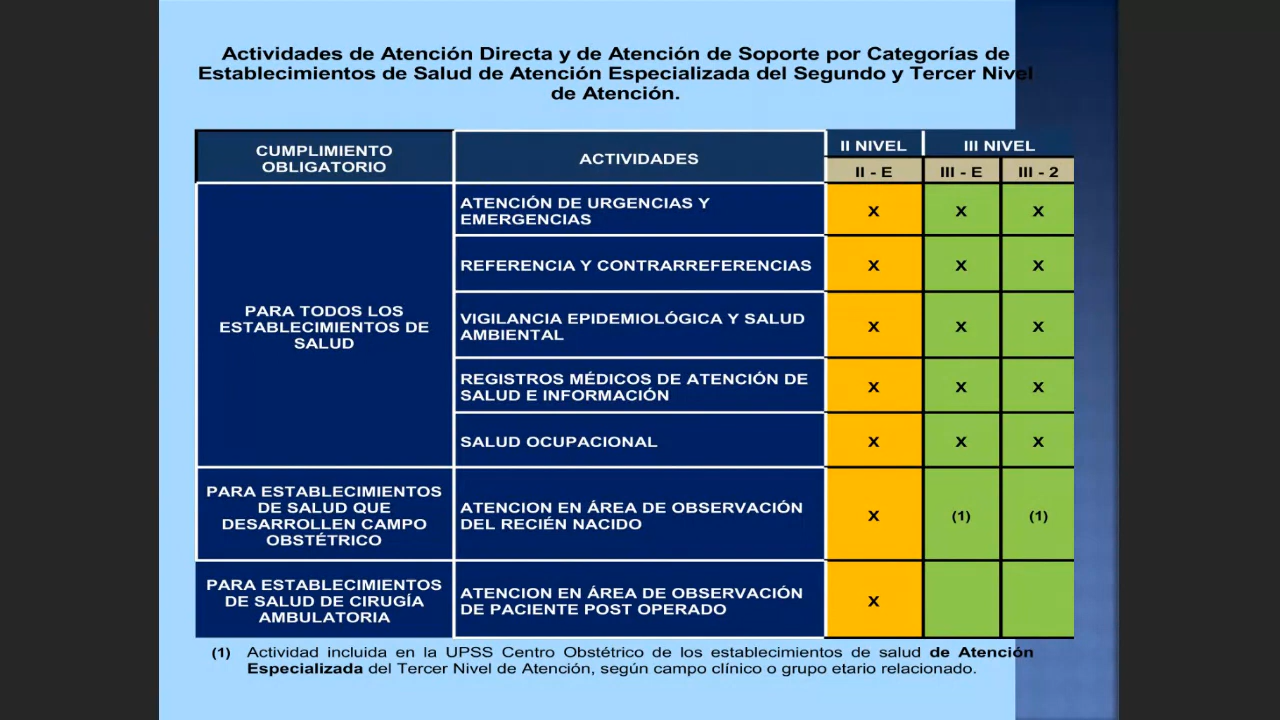 Actividades de Atención Directa y de Atención de Soporte por Categorías de
Establecimientos de Salud de Atención Especializada del Segundo y Tercer Nivel
de Atención.
CUMPLIMIENTO
OBLIGATORIO
ACTIVIDADES
II NIVEL
III NIVEL
II - E
III - E
III - 2
PARA TODOS LOS
ESTABLECIMIENTOS DE
SALUD
ATENCIÓN DE URGENCIAS Y
EMERGENCIAS
X
X
X
REFERENCIA Y CONTRARREFERENCIAS
X
X
X
VIGILANCIA EPIDEMIOLÓGICA Y SALUD
AMBIENTAL
X
X
X
REGISTROS MÉDICOS DE ATENCIÓN DE
SALUD E INFORMACIÓN
X
X
X
SALUD OCUPACIONAL
X
X
X
PARA ESTABLECIMIENTOS
DE SALUD QUE
DESARROLLEN CAMPO
OBSTÉTRICO
ATENCION EN ÁREA DE OBSERVACIÓN
DEL RECIÉN NACIDO
X
(1)
(1)
PARA ESTABLECIMIENTOS
DE SALUD DE CIRUGÍA
AMBULATORIA
ATENCION EN ÁREA DE OBSERVACIÓN
DE PACIENTE POST OPERADO
X
(1) Actividad incluida en la UPSS Centro Obstétrico de los establecimientos de salud de Atención
Especializada del Tercer Nivel de Atención, según campo clínico o grupo etario relacionado.